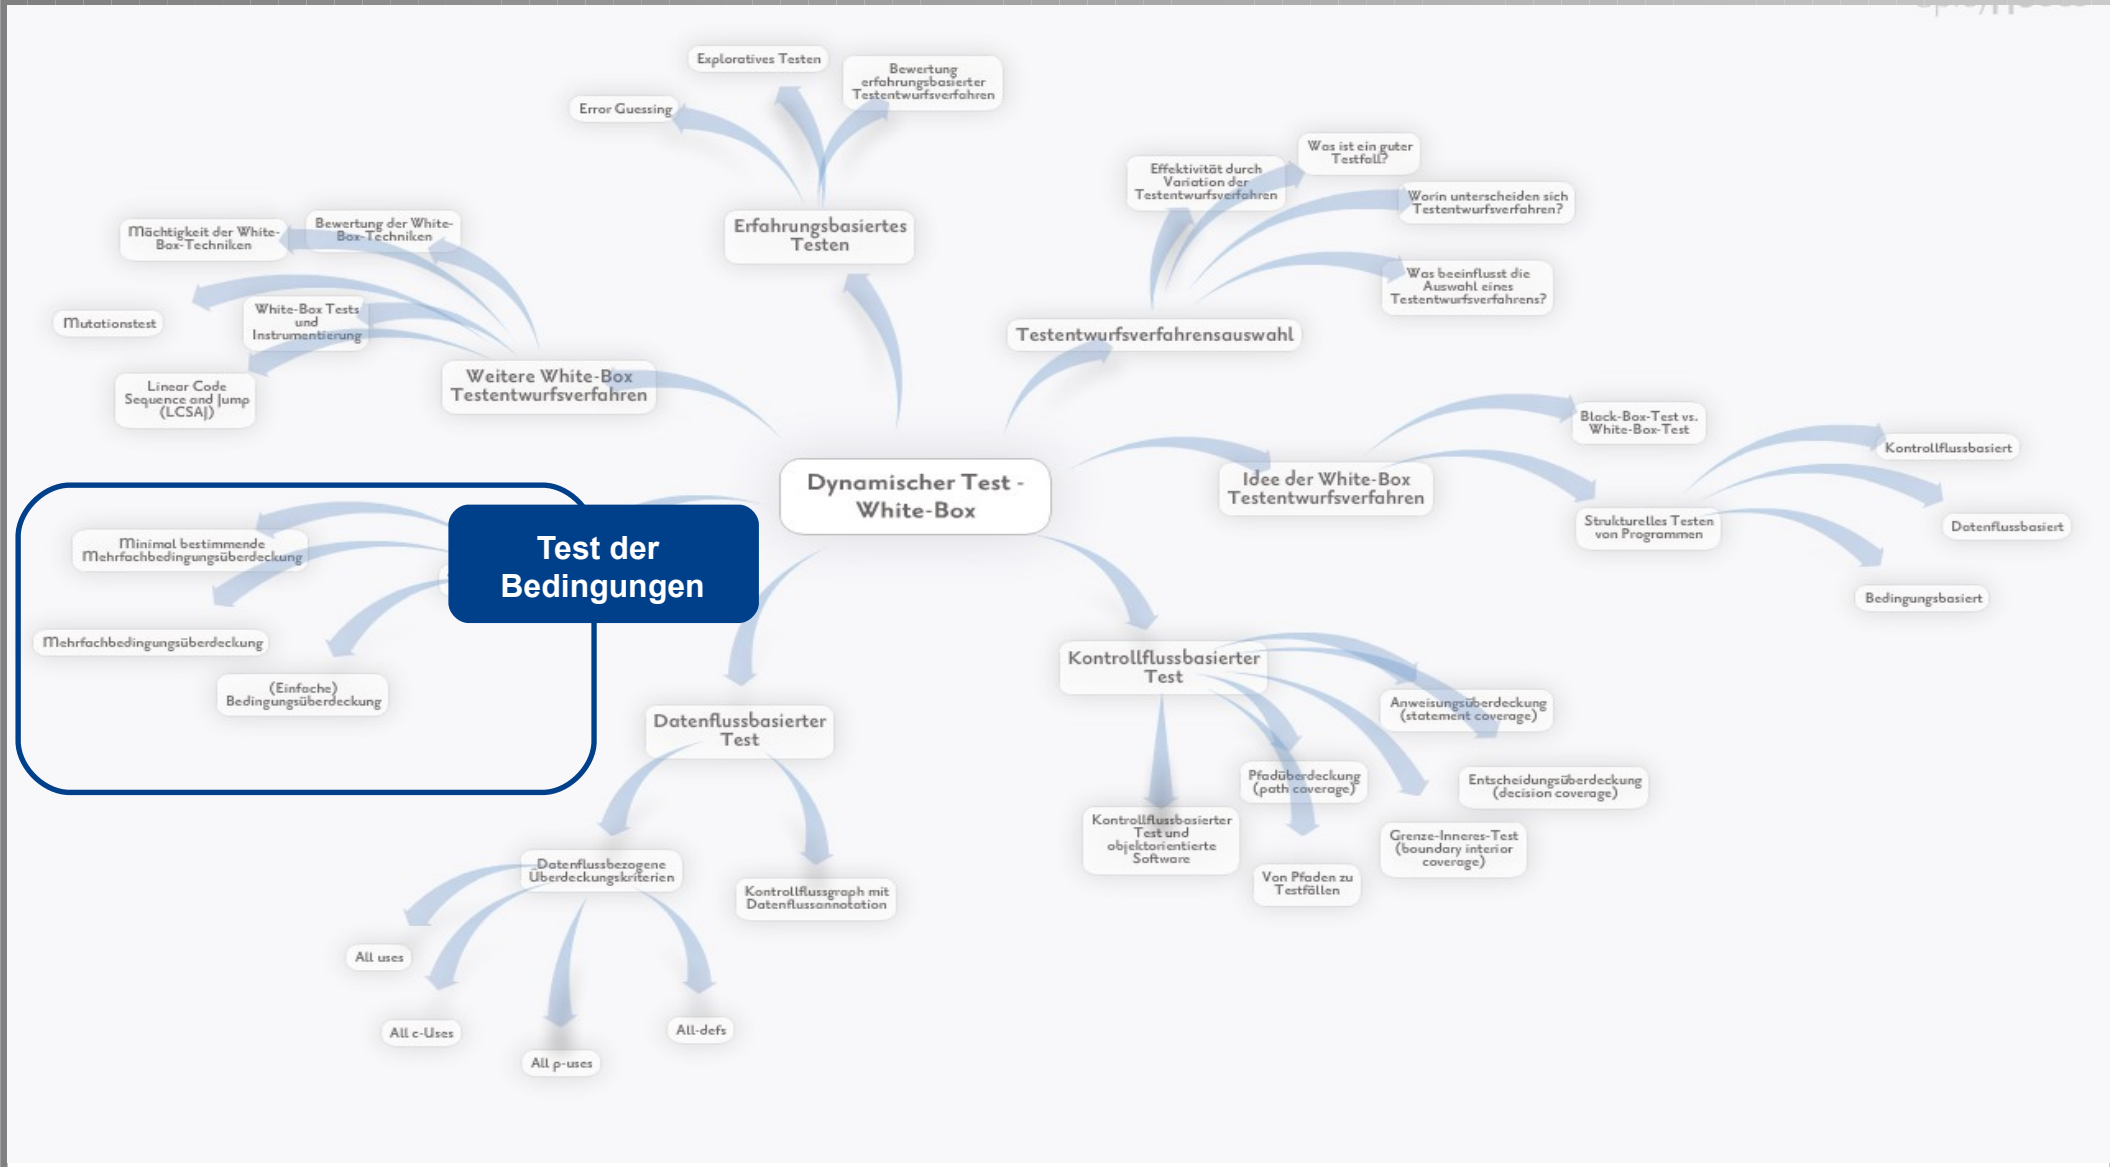 Exploratives Testen
Bewertung
erfahrungsbasierter
Testentwurfsverfahren
Error Guessing
Erfahrungsbasiertes
Testen
Was ist ein guter
Testfall?
Effektivität durch
Variation der
Testentwurfsverfahren
Worin unterscheiden sich
Testentwurfsverfahren?
Was beeinflusst die
Auswahl eines
Testentwurfsverfahrens?
Testentwurfsverfahrensauswahl
Mächtigkeit der White-
Box-Techniken
Bewertung der White-
Box-Techniken
Mutationstest
White-Box Tests
und
Instrumentierung
Linear Code
Sequence and Jump
(LCSAJ)
Weitere White-Box
Testentwurfsverfahren
Dynamischer Test -
White-Box
Idee der White-Box
Testentwurfsverfahren
Black-Box-Test vs.
White-Box-Test
Strukturelles Testen
von Programmen
Kontrollflussbasiert
Datenflussbasiert
Bedingungsbasiert
Test der
Bedingungen
Minimal bestimmende
Mehrfachbedingungsüberdeckung
Mehrfachbedingungsüberdeckung
(Einfache)
Bedingungsüberdeckung
Datenflussbasierter
Test
Datenflussbezogene
Überdeckungskriterien
Kontrollflussgraph mit
Datenflussannotation
All uses
All c-Uses
All p-uses
All-defs
Kontrollflussbasierter
Test
Anweisungsüberdeckung
(statement coverage)
Entscheidungsüberdeckung
(decision coverage)
Pfadüberdeckung
(path coverage)
Grenze-Inneres-Test
(boundary interior
coverage)
Kontrollflussbasierter
Test und
objektorientierte
Software
Von Pfaden zu
Testfällen